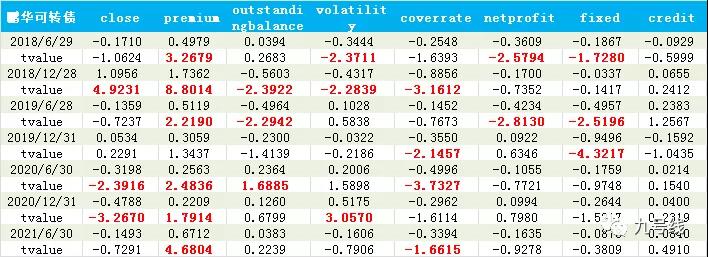 鹏华可转债 close premium outstandi volatilit coverrate netprofit fixed credit
ngbalance y
2018/6/29 -0.1710 0.4979 0.0394 -0.3444 -0.2548 -0.3609 -0.1867 -0.0929
tvalue -1.0624 3.2679 0.2683 -2.3711 -1.6393 -2.5794 -1.7280 -0.5999
2018/12/28 1.0956 1.7362 -0.5603 -0.4317 -0.8856 -0.1700 -0.0337 0.0655
tvalue 4.9231 8.8014 -2.3922 -2.2839 -3.1612 -0.7352 -0.1417 0.2412
2019/6/28 -0.1359 0.5119 -0.4964 0.1028 -0.1452 -0.4234 -0.4957 0.2383
tvalue -0.7237 2.2190 -2.2942 0.5838 -0.7673 -2.8130 -2.5196 1.2567
2019/12/31 0.0534 0.3059 -0.2300 -0.0322 -0.3550 0.0922 -0.9496 -0.1592
tvalue 0.2291 1.3437 -1.4139 -0.2186 -2.1457 0.6346 -4.3217 -1.0435
2020/6/30 -0.3198 0.2563 0.2364 0.2006 -0.4996 -0.1055 -0.1759 0.0214
tvalue -2.3916 2.4836 1.6885 1.5898 -3.7327 -0.7721 -0.9748 0.1540
2020/12/31 -0.4788 0.2209 0.1260 0.5175 -0.2962 0.0994 -0.2644 0.0400
tvalue -3.2670 1.7914 0.6799 3.0570 -1.6114 0.7980
2021/6/30 -0.1493 0.6712 0.0383 -0.1606 -0.3394 -0.1635
tvalue -0.7291 4.6804 0.2239 -0.7906 -1.6615 -0.9278 -0.3809 0.4910